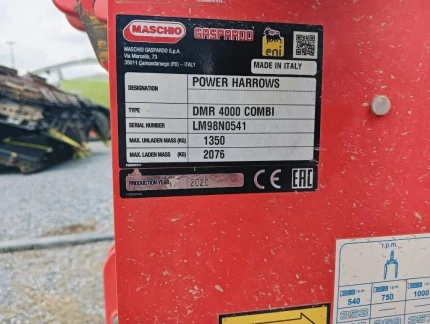 MASCHIO
GASPARDO
eni
MASCHIO GASPARDO S.p.A.
Via Marcello, 73
35011 Campodarsego (PD) – ITALY
MADE IN ITALY
DESIGNATION POWER HARROWS
TYPE DMR 4000 COMBI
SERIAL NUMBER LM98N0541
MAX. UNLADEN MASS (KG) 1350
MAX. LADEN MASS (KG) 2076
PRODUCTION YEAR 2020
CE EAC
r.p.m.
r.p.m.
540 750 1000